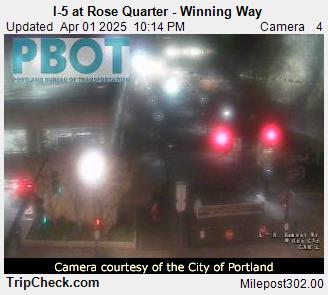 I-5 at Rose Quarter - Winning Way
Updated Apr 01 2025 10:14 PM Camera 4
PBOT
PORTLAND BUREAU OF TRANSPORTATION
Camera courtesy of the City of Portland
TripCheck.com Milepost302.00